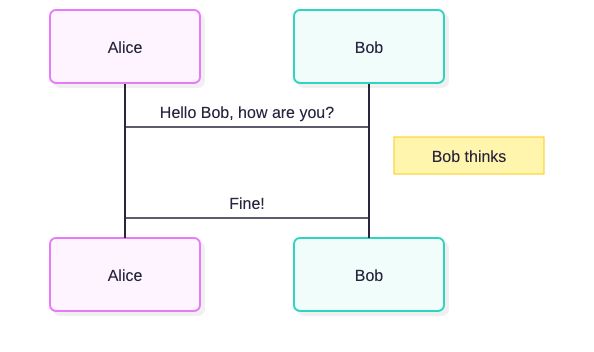 Alice
Bob
Hello Bob, how are you?
Bob thinks
Fine!
Alice
Bob